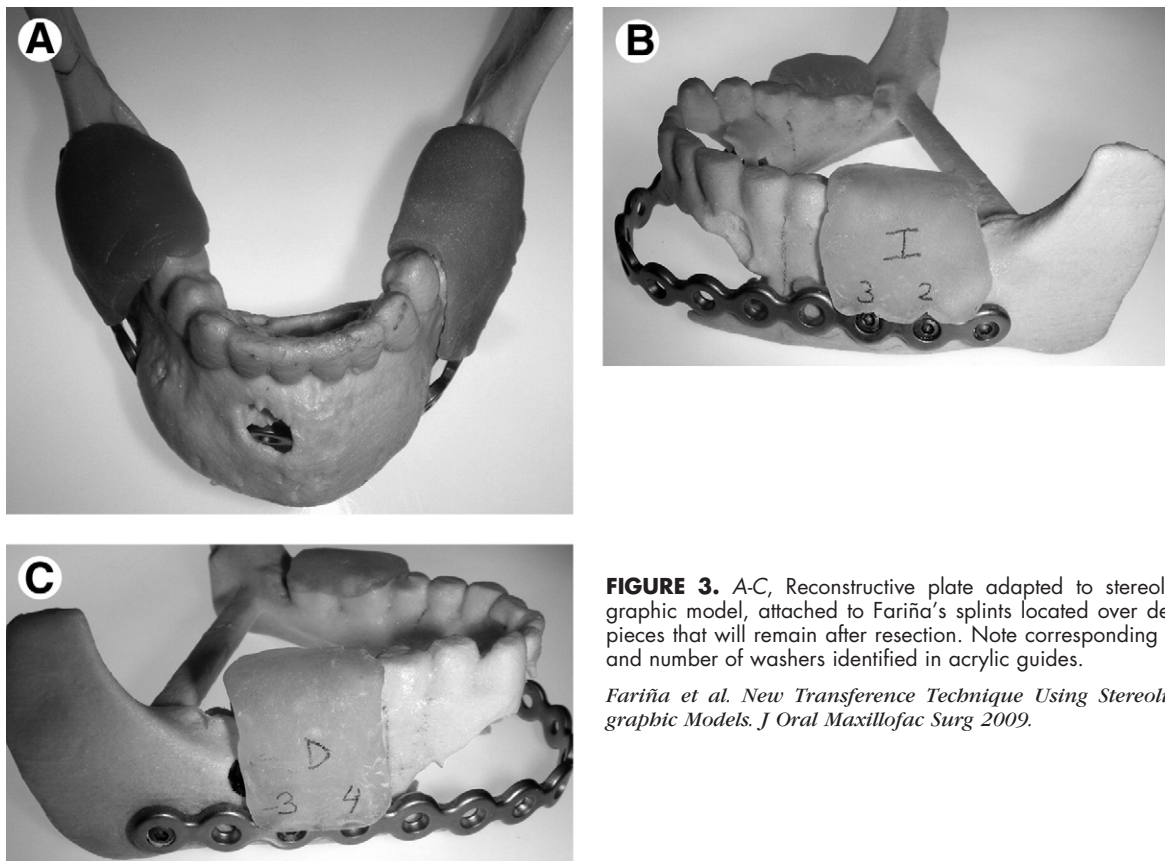 A
B
I
3 2
C
D
3 4
FIGURE 3. A-C, Reconstructive plate adapted to stereol
graphic model, attached to Fariña's splints located over de
pieces that will remain after resection. Note corresponding
and number of washers identified in acrylic guides.
Fariña et al. New Transference Technique Using Stereoli
graphic Models. J Oral Maxillofac Surg 2009.